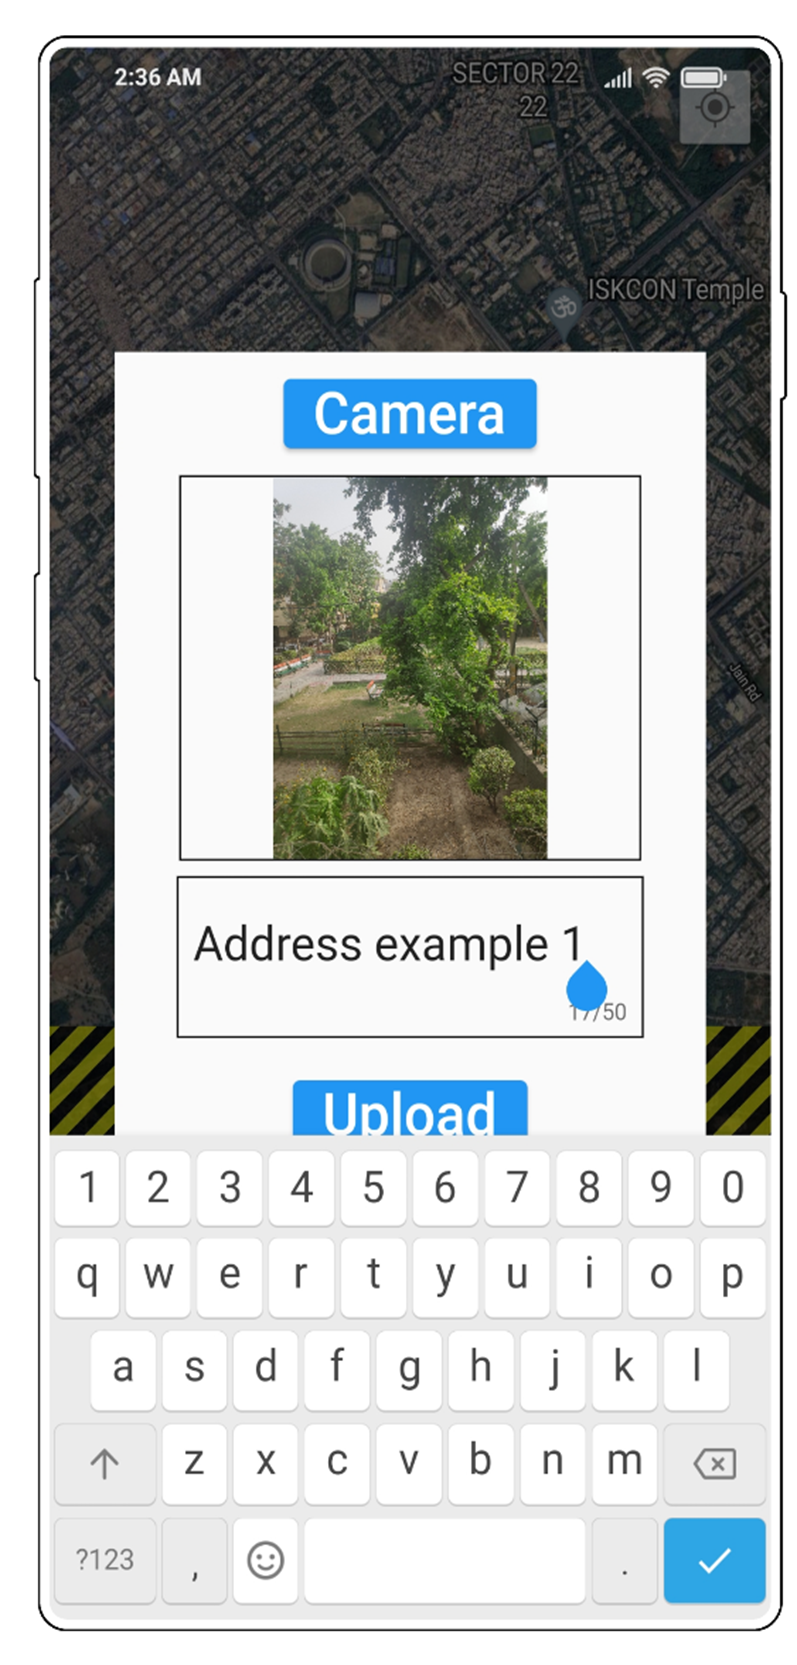 2:36 AM
SECTOR 22
22
ISKCON Temple
Camera
Jain Rd
Address example 1
17/50
Upload
1 2 3 4 5 6 7 8 9 0
q w e r t y u i o p
a s d f g h j k l
z x c v b n m
?123 , .